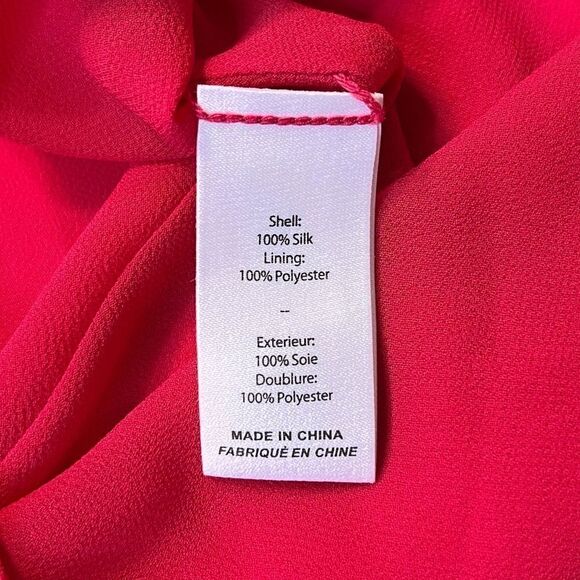 Shell:
100% Silk
Lining:
100% Polyester
--
Exterieur:
100% Soie
Doublure:
100% Polyester
MADE IN CHINA
FABRIQUÈ EN CHINE